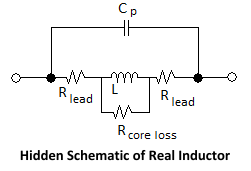 C p
L
R lead
R lead
R core loss
Hidden Schematic of Real Inductor